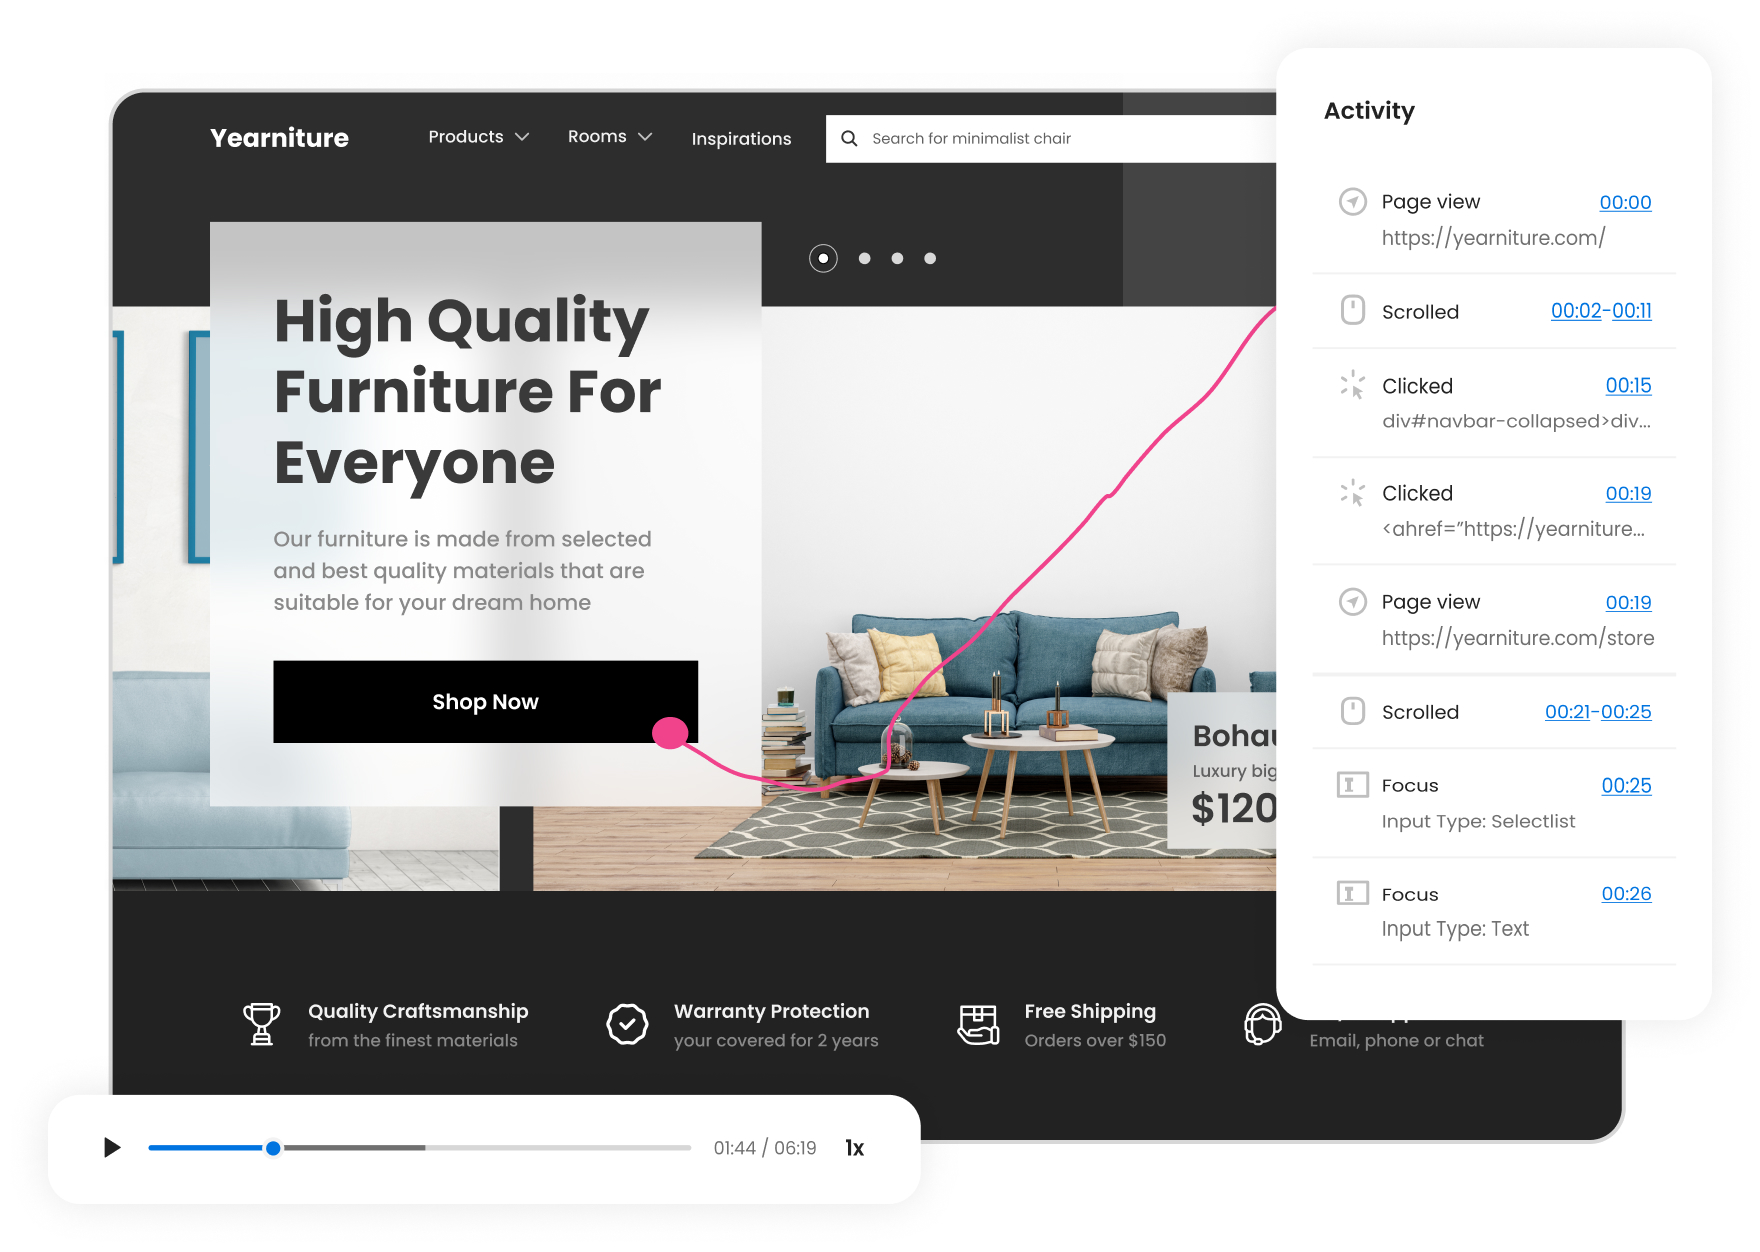 Yearniture
Products
Rooms
Inspirations
Search for minimalist chair
High Quality
Furniture For
Everyone
Our furniture is made from selected
and best quality materials that are
suitable for your dream home
Shop Now
Luxury big
$120
Quality Craftsmanship
from the finest materials
Warranty Protection
your covered for 2 years
Free Shipping
Orders over $150
Email, phone or chat
01:44 / 06:19
1x
Activity
Page view
00:00
https://yearniture.com/
Scrolled
00:02-00:11
Clicked
00:15
div#navbar-collapsed>div...
Clicked
00:19
<ahref=”https://yearniture...
Page view
00:19
https://yearniture.com/store
Scrolled
00:21-00:25
Focus
00:25
Input Type: Selectlist
Focus
00:26
Input Type: Text